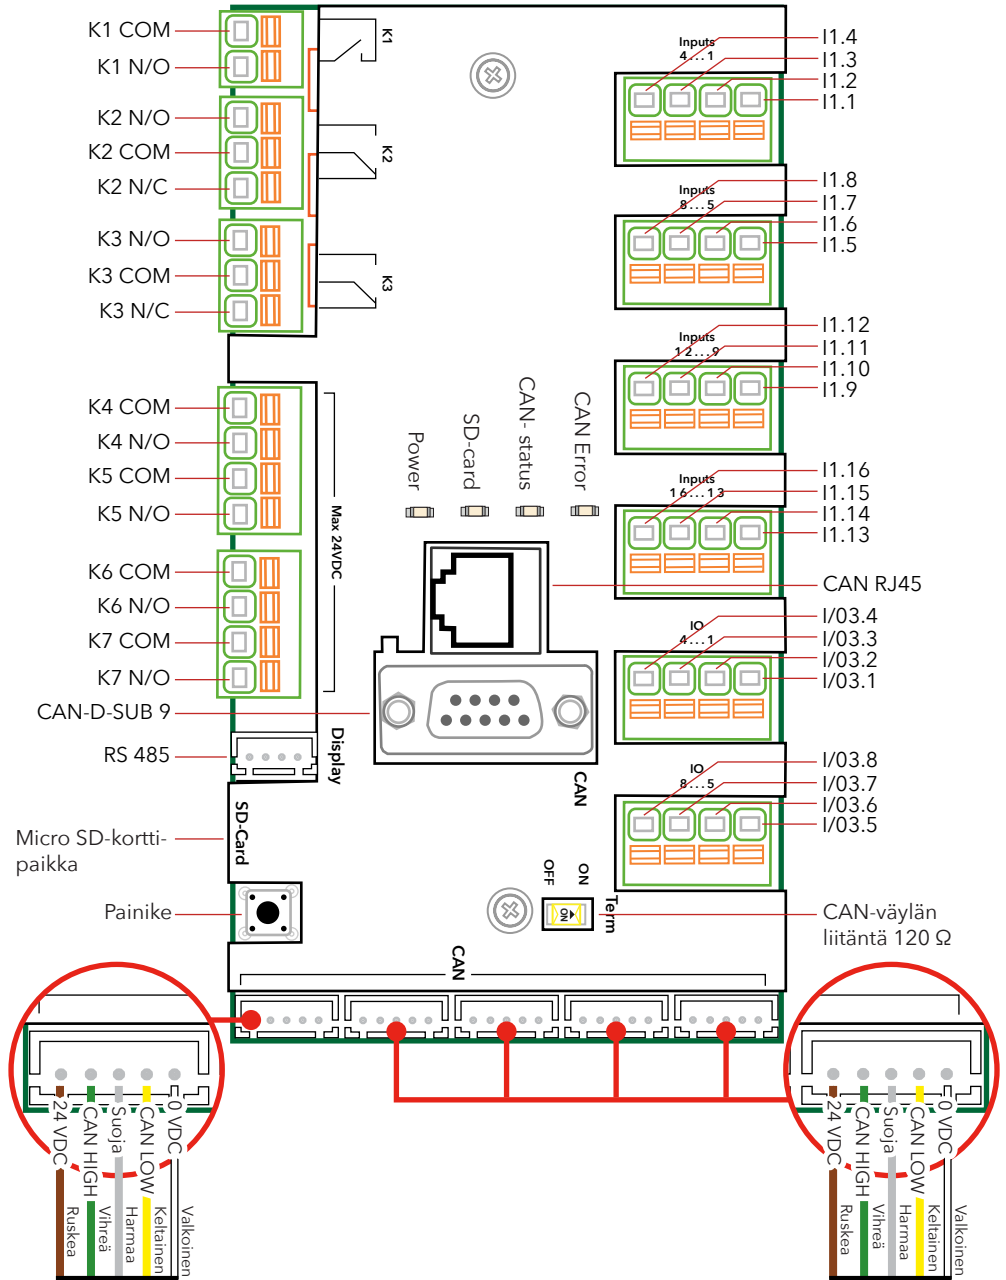 K1 COM
K1 N/O
K2 N/O
K2 COM
K2 N/C
K3 N/O
K3 COM
K3 N/C
K4 COM
K4 N/O
K5 COM
K5 N/O
K6 COM
K6 N/O
K7 COM
K7 N/O
CAN-D-SUB 9
RS 485
Micro SD-kortti-
paikka
Painike
K1
K2
K3
Max 24VDC
Display
SD-Card
Power
SD-card
CAN- status
CAN Error
CAN
OFF
ON
ON
Term
CAN
Inputs
4...1
Inputs
8...5
Inputs
12...9
Inputs
16...13
IO
4...1
IO
8...5
I1.4
I1.3
I1.2
I1.1
I1.8
I1.7
I1.6
I1.5
I1.12
I1.11
I1.10
I1.9
I1.16
I1.15
I1.14
I1.13
CAN RJ45
I/03.4
I/03.3
I/03.2
I/03.1
I/03.8
I/03.7
I/03.6
I/03.5
CAN-väylän
liitäntä 120 Ω
24 VDC
CAN HIGH
Suoja
CAN LOW
0 VDC
Ruskea
Vihreä
Harmaa
Keltainen
Valkoinen
24 VDC
CAN HIGH
Suoja
CAN LOW
0 VDC
Ruskea
Vihreä
Harmaa
Keltainen
Valkoinen